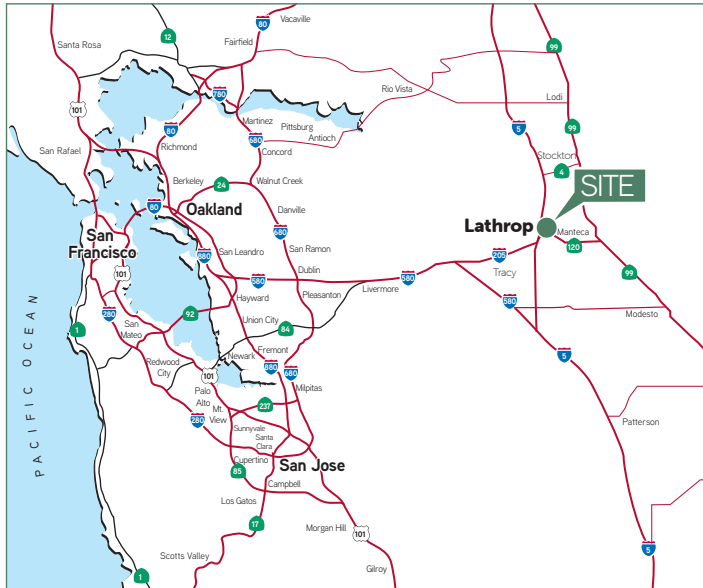 80
Vacaville
12
Fairfield
Santa Rosa
99
780
Rio Vista
101
Martinez
Pittsburg
Antioch
Lodi
5
99
80
680
Concord
Richmond
San Rafael
Stockton
4
Berkeley
24
Walnut Creek
SITE
80
Oakland
Danville
Lathrop
Manteca
San
Francisco
680
San Leandro
San Ramon
880
120
205
101
Dublin
Tracy
99
580
580
Livermore
Hayward
Pleasanton
580
280
92
Union City
84
Modesto
1
San
Mateo
PACIFIC OCEAN
Newark
Fremont
5
Redwood
City
101
880
680
Milpitas
Palo
Alto
237
Mt.
View
280
Sunnyvale
Santa
Clara
Patterson
Cupertino
San Jose
85
Campbell
Los Gatos
17
Morgan Hill
101
5
Scotts Valley
Gilroy
1